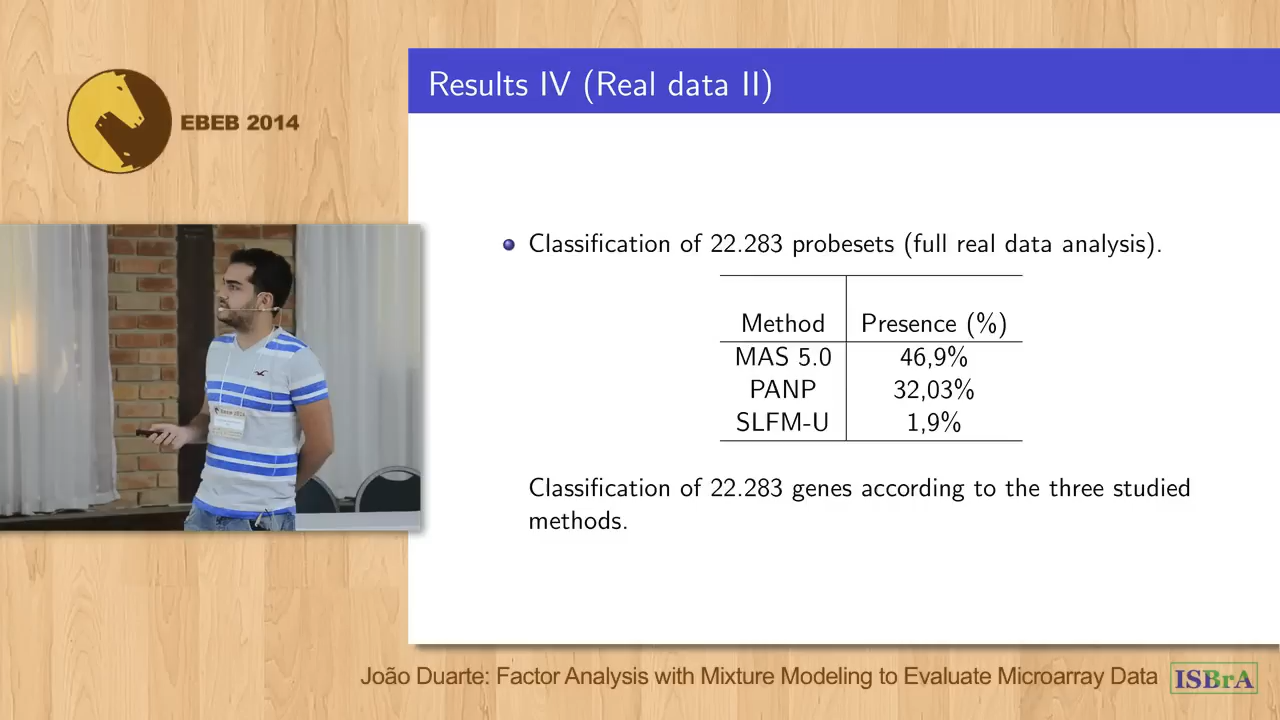 Results IV (Real data II)
EBEB 2014
Classification of 22.283 probesets (full real data analysis).
Method Presence (%)
MAS 5.0 46,9%
PANP 32,03%
SLFM-U 1,9%
Classification of 22.283 genes according to the three studied
methods.
João Duarte: Factor Analysis with Mixture Modeling to Evaluate Microarray Data
ISBrA